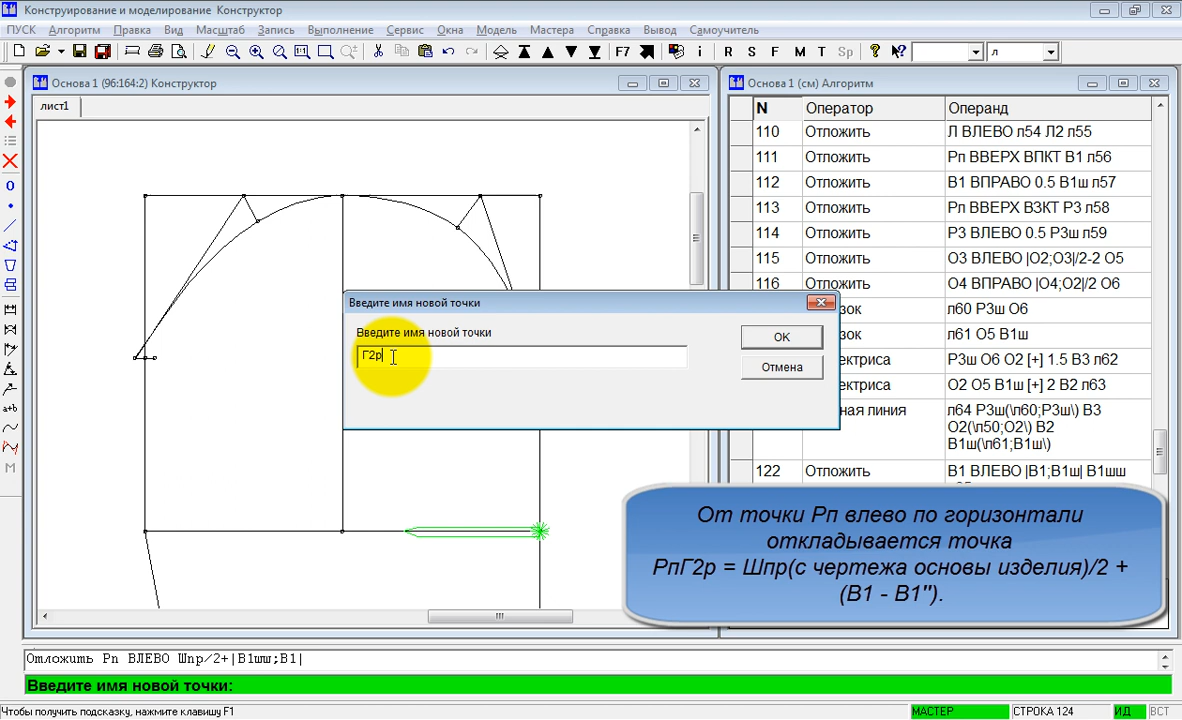 Конструирование и моделирование Конструктор
ПУСК Алгоритм Правка Вид Масштаб Запись Выполнение Сервис Окна Модель Мастера Справка Вывод Самоучитель
F7 i R S F M T Sp ? л
Основа 1 (96:164:2) Конструктор
лист1
Основа 1 (см) Алгоритм
N Оператор Операнд
110 Отложить Л ВЛЕВО л54 Л2 л55
111 Отложить Рп ВВЕРХ ВПКТ В1 л56
112 Отложить В1 ВПРАВО 0.5 В1ш л57
113 Отложить Рп ВВЕРХ ВЗКТ Р3 л58
114 Отложить Р3 ВЛЕВО 0.5 Р3ш л59
115 Отложить О3 ВЛЕВО |О2;О3|/2-2 О5
116 Отложить О4 ВПРАВО |О4;О2|/2 О6
зок л60 Р3ш О6
зок л61 О5 В1ш
ектриса Р3ш О6 О2 [+] 1.5 В3 л62
ектриса О2 О5 В1ш [+] 2 В2 л63
ная линия л64 Р3ш(\л60;Р3ш\) В3
О2(\л50;О2\) В2
В1ш(\л61;В1ш\)
122 Отложить В1 ВЛЕВО |В1;В1ш| В1шш
Введите имя новой точки
Введите имя новой точки
Г2р
OK
Отмена
От точки Рп влево по горизонтали
откладывается точка
РпГ2р = Шпр(с чертежа основы изделия)/2 +
(В1 - В1").
Отложить Рп ВЛЕВО Шпр/2+|В1шш;В1|
Введите имя новой точки:
Чтобы получить подсказку, нажмите клавишу F1
МАСТЕР СТРОКА 124 ИД ВСТ